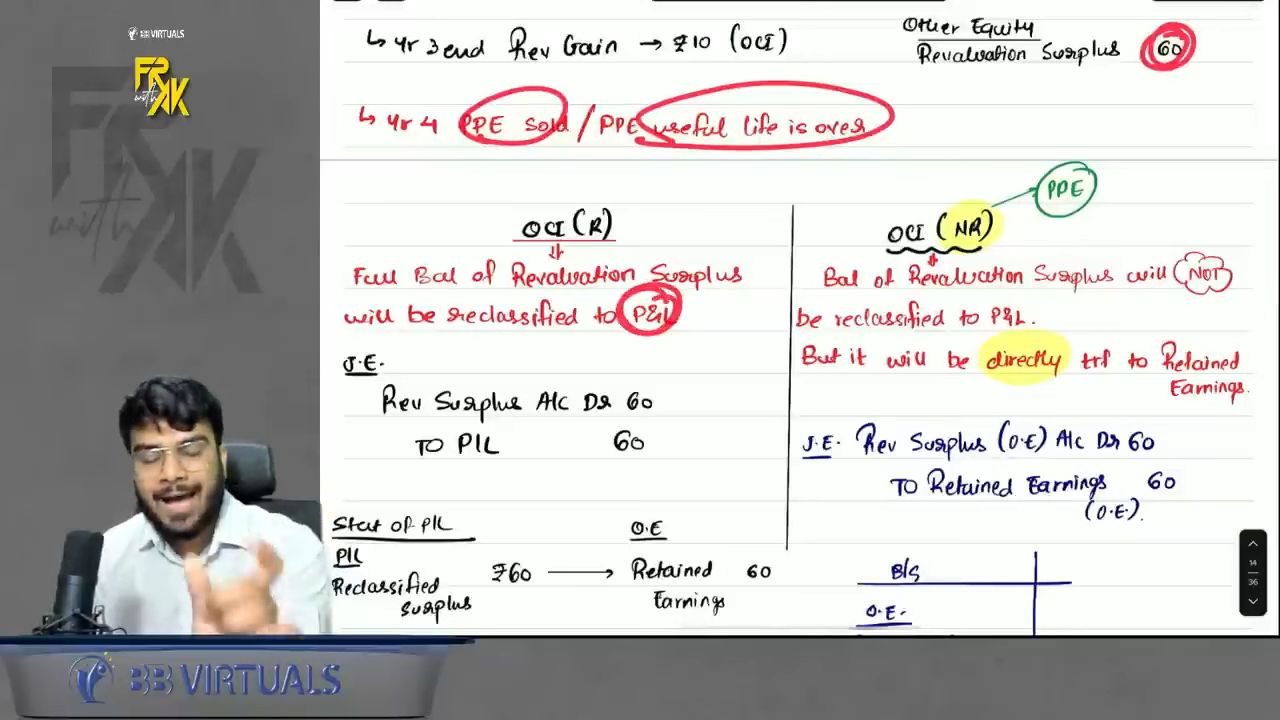 BB VIRTUALS
FR
with
AK
↳ yr 3 end Rev Gain → ₹10 (OCI)
Other Equity
Revaluation Surplus 60
↳ yr 4 PPE sold / PPE useful life is over
PPE
OCI (R)
OCI (NR)
Full Bal of Revaluation Surplus
will be reclassified to P&L
Bal of Revaluation Surplus will NOT
be reclassified to P&L.
But it will be directly trf to Retained
Earnings.
J.E.
Rev Surplus A/c Dr 60
TO P/L 60
J.E. Rev Surplus (O.E) A/c Dr 60
TO Retained Earnings 60
(O.E).
Stat of P/L
P/L
Reclassified ₹60 →
Surplus
O.E
Retained 60
Earnings
B/S
O.E.
14
36
BB VIRTUALS